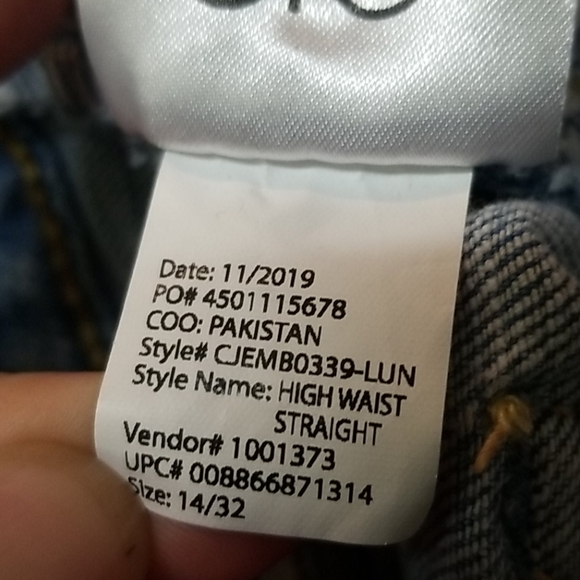 Date: 11/2019
PO# 4501115678
COO: PAKISTAN
Style# CJEMB0339-LUN
Style Name: HIGH WAIST
STRAIGHT
Vendor# 1001373
UPC# 008866871314
Size: 14/32